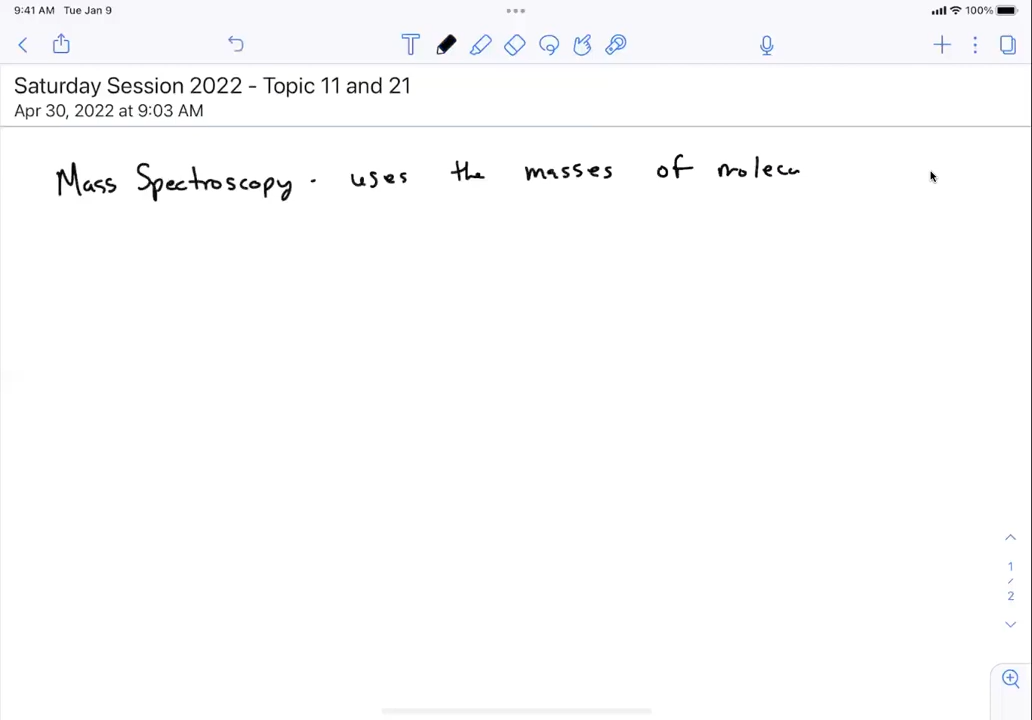 9:41 AM Tue Jan 9
100%
Saturday Session 2022 - Topic 11 and 21
Apr 30, 2022 at 9:03 AM
Mass Spectroscopy - uses the masses of molecu
1
/
2